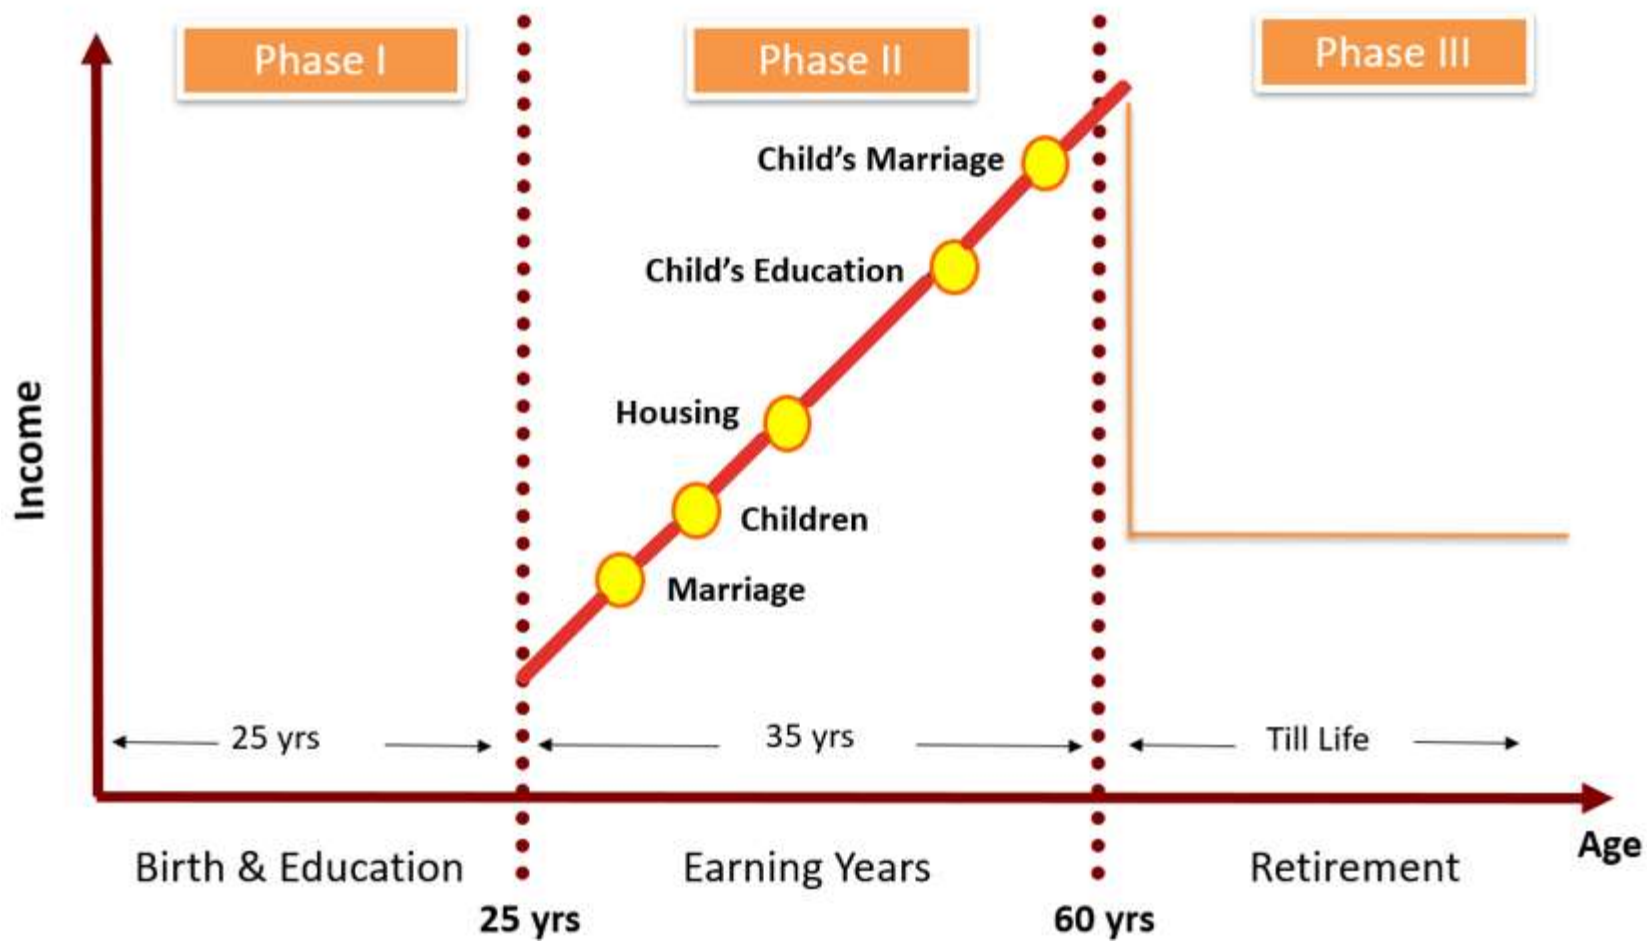 Phase I
Phase II
Phase III
Child’s Marriage
Child’s Education
Housing
Children
Marriage
Income
25 yrs
35 yrs
Till Life
Age
Birth & Education
Earning Years
Retirement
25 yrs
60 yrs